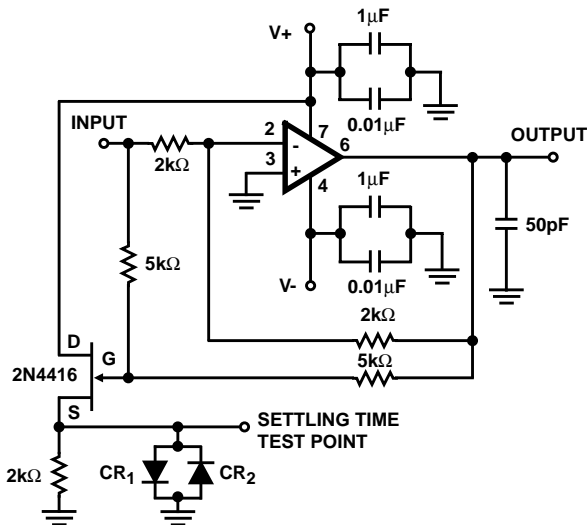 1μF
V+
0.01μF
INPUT
2kΩ
2
-
3
+
7
6
4
OUTPUT
1μF
0.01μF
V-
50pF
5kΩ
2kΩ
5kΩ
D
G
2N4416
S
SETTLING TIME
TEST POINT
2kΩ
CR1
CR2